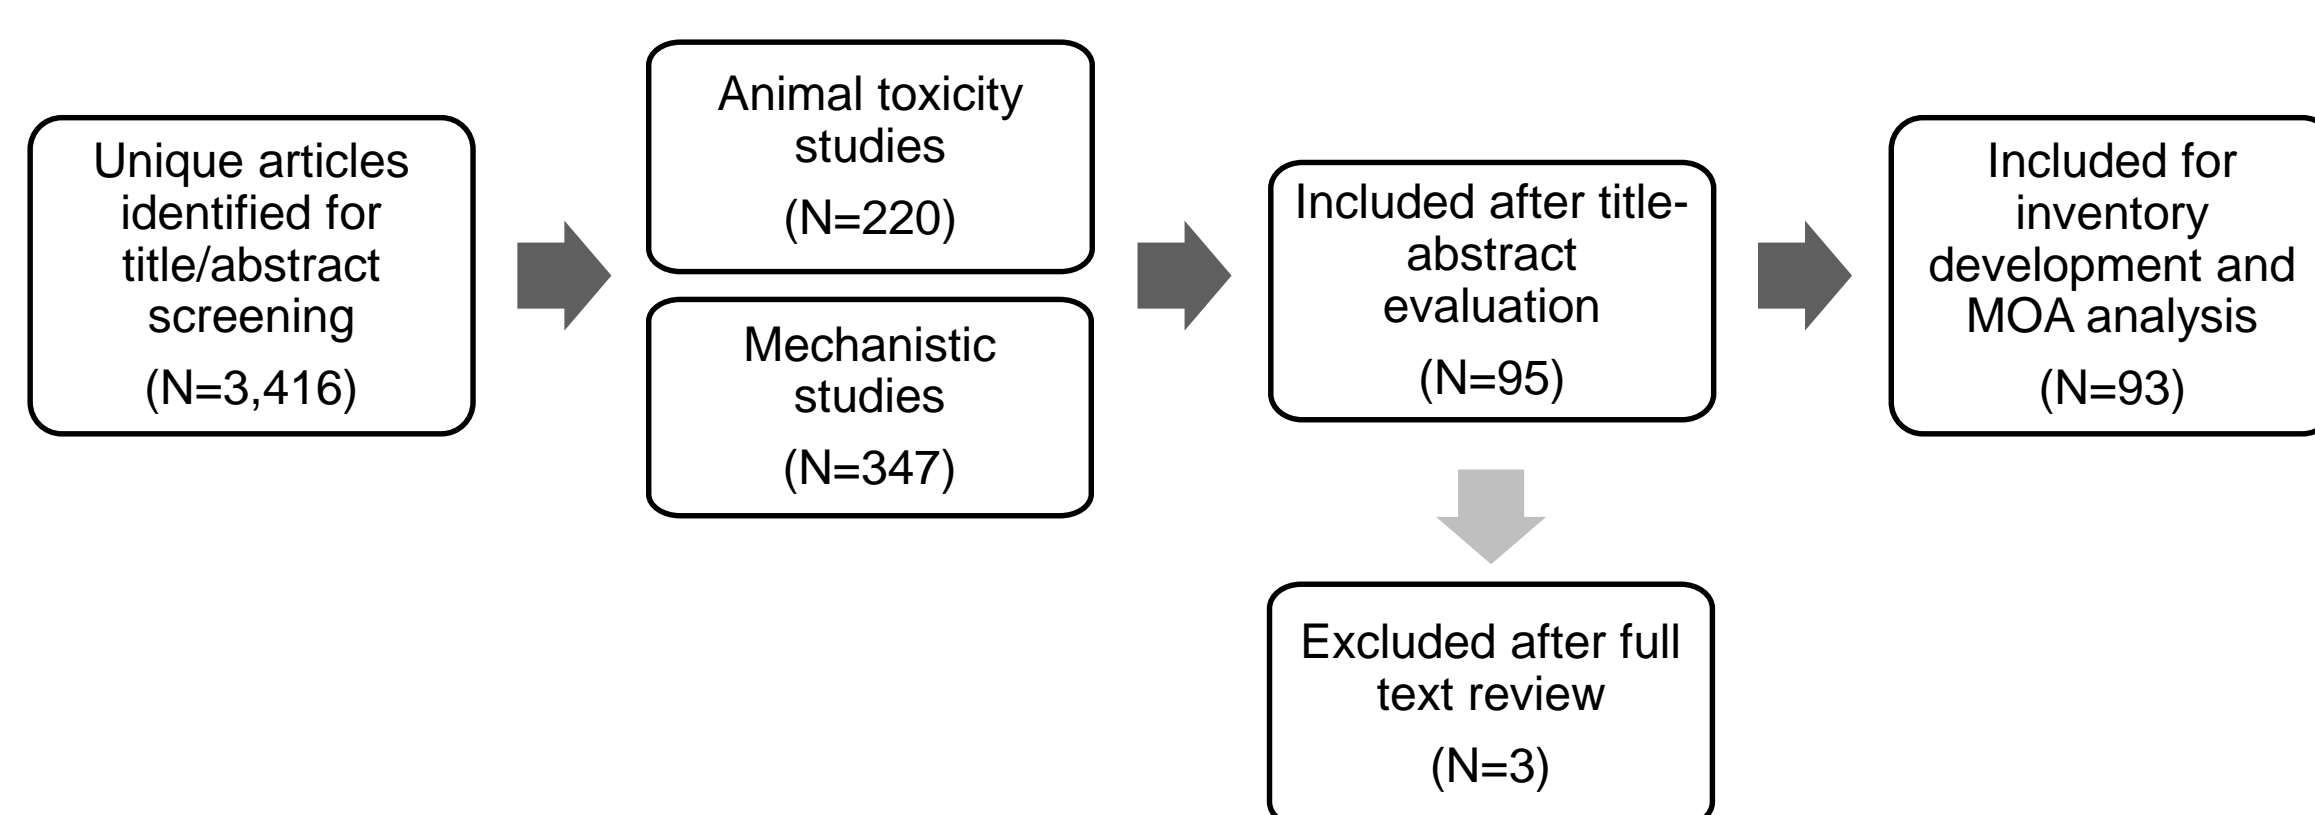 Unique articles
identified for
title/abstract
screening
(N=3,416)
Animal toxicity
studies
(N=220)
Mechanistic
studies
(N=347)
Included after title-
abstract
evaluation
(N=95)
Excluded after full
text review
(N=3)
Included for
inventory
development and
MOA analysis
(N=93)